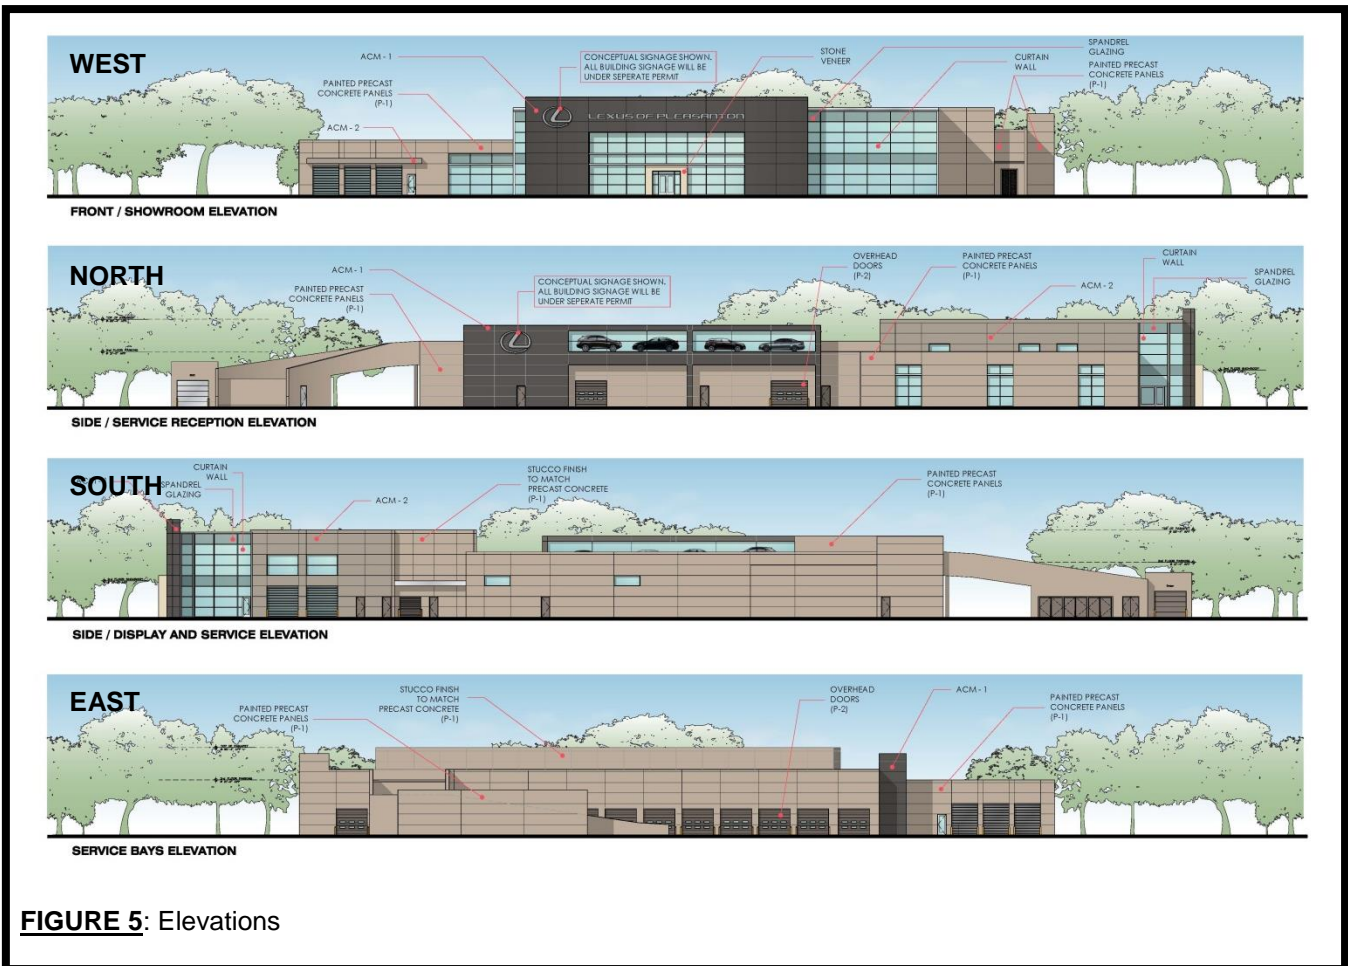 WEST
ACM - 1
CONCEPTUAL SIGNAGE SHOWN.
ALL BUILDING SIGNAGE WILL BE
UNDER SEPERATE PERMIT
STONE
VENEER
SPANDREL
GLAZING
CURTAIN
WALL
PAINTED PRECAST
CONCRETE PANELS
(P-1)
PAINTED PRECAST
CONCRETE PANELS
(P-1)
ACM - 2
LEXUS OF PLEASANTON
FRONT / SHOWROOM ELEVATION
NORTH
ACM - 1
PAINTED PRECAST
CONCRETE PANELS
(P-1)
CONCEPTUAL SIGNAGE SHOWN.
ALL BUILDING SIGNAGE WILL BE
UNDER SEPERATE PERMIT
OVERHEAD
DOORS
(P-2)
PAINTED PRECAST
CONCRETE PANELS
(P-1)
ACM - 2
CURTAIN
WALL
SPANDREL
GLAZING
SIDE / SERVICE RECEPTION ELEVATION
SOUTH
CURTAIN
WALL
SPANDREL
GLAZING
ACM - 2
STUCCO FINISH
TO MATCH
PRECAST CONCRETE
(P-1)
PAINTED PRECAST
CONCRETE PANELS
(P-1)
SIDE / DISPLAY AND SERVICE ELEVATION
EAST
PAINTED PRECAST
CONCRETE PANELS
(P-1)
STUCCO FINISH
TO MATCH
PRECAST CONCRETE
(P-1)
OVERHEAD
DOORS
(P-2)
ACM - 1
PAINTED PRECAST
CONCRETE PANELS
(P-1)
SERVICE BAYS ELEVATION
FIGURE 5: Elevations